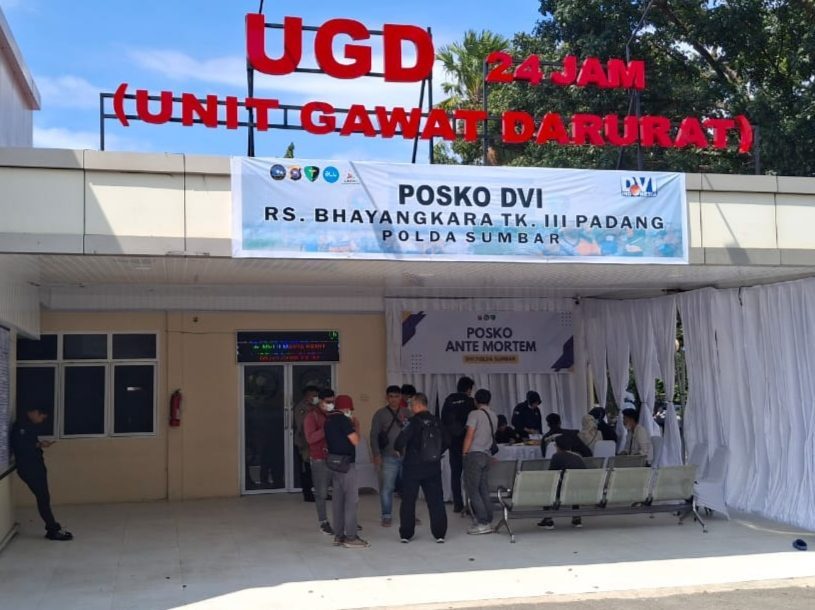 UGD 24 JAM
(UNIT GAWAT DARURAT)
POSKO DVI
RS. BHAYANGKARA TK. III PADANG
POLDA SUMBAR
DVI
POSKO
ANTE MORTEM